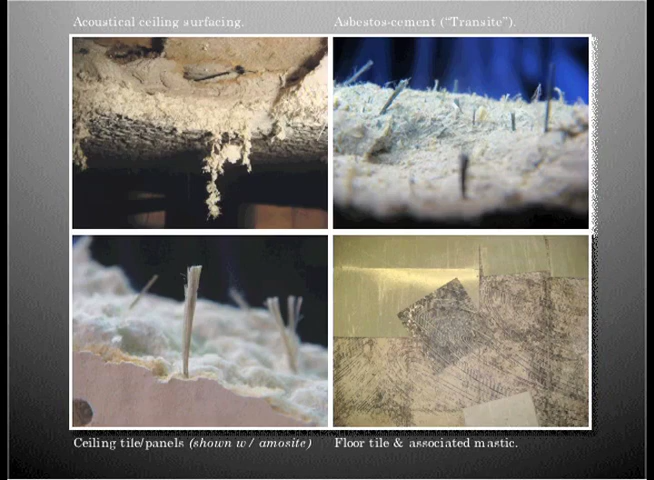 Acoustical ceiling surfacing.
Asbestos-cement (“Transite”).
Ceiling tile/panels (shown w/ amosite)
Floor tile & associated mastic.